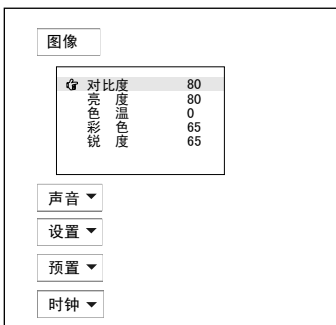 图像
对比度 80
亮 度 80
色 温 0
彩 色 65
锐 度 65
声音
设置
预置
时钟